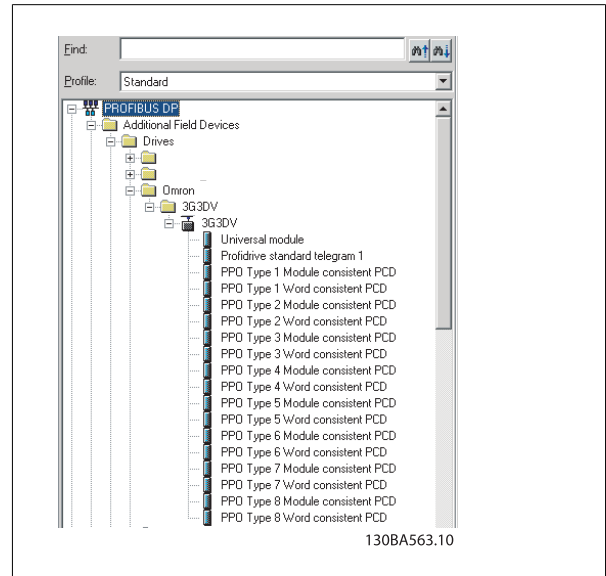 Find:
Profile: Standard
PROFIBUS DP
Additional Field Devices
Drives
Omron
3G3DV
3G3DV
Universal module
Profidrive standard telegram 1
PPO Type 1 Module consistent PCD
PPO Type 1 Word consistent PCD
PPO Type 2 Module consistent PCD
PPO Type 2 Word consistent PCD
PPO Type 3 Module consistent PCD
PPO Type 3 Word consistent PCD
PPO Type 4 Module consistent PCD
PPO Type 4 Word consistent PCD
PPO Type 5 Module consistent PCD
PPO Type 5 Word consistent PCD
PPO Type 6 Module consistent PCD
PPO Type 6 Word consistent PCD
PPO Type 7 Module consistent PCD
PPO Type 7 Word consistent PCD
PPO Type 8 Module consistent PCD
PPO Type 8 Word consistent PCD
130BA563.10